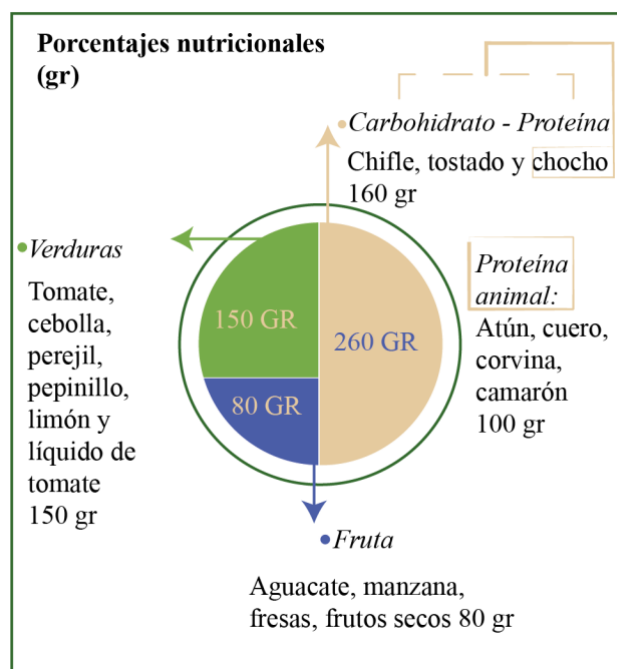 Porcentajes nutricionales
(gr)
Carbohidrato - Proteína
Chifle, tostado y chocho
160 gr
Verduras
Tomate,
cebolla,
perejil,
pepinillo,
limón y
líquido de
tomate
150 gr
150 GR
80 GR
260 GR
Proteína
animal:
Atún, cuero,
corvina,
camarón
100 gr
Fruta
Aguacate, manzana,
fresas, frutos secos 80 gr